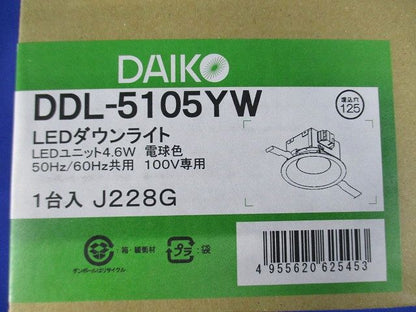 DAIKO
DDL-5105YW
埋込穴
125
LEDダウンライト
LEDユニット4.6W 電球色
50Hz/60Hz共用 100V専用
1台入 J228G
:箱・緩衝材
プラ
:袋
ダンボールはリサイクル
4 955620 625453